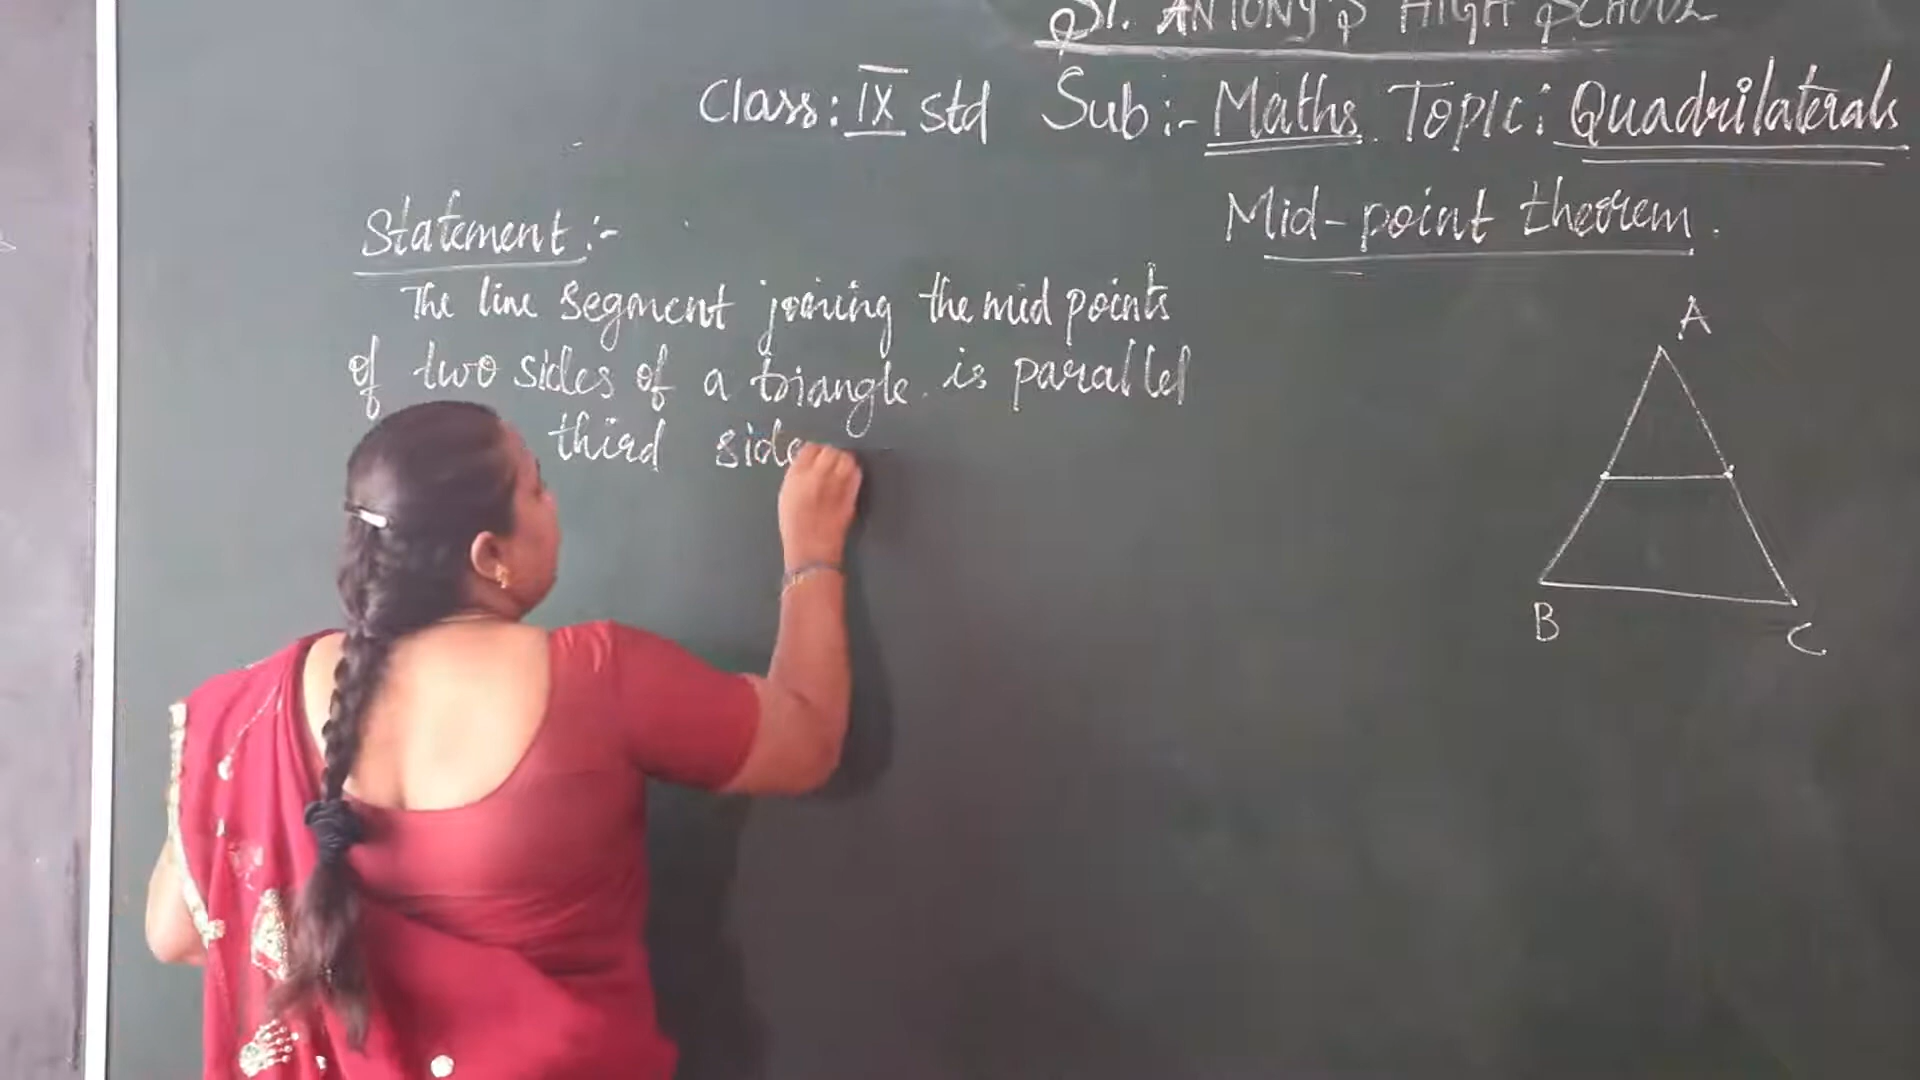 ST. ANTONY'S HIGH SCHOOL
Class: IX std Sub:- Maths. Topic: Quadrilaterals
Mid-point theorem.
Statement:-
The line segment joining the mid points
of two sides of a triangle is parallel
third side
A
B
C